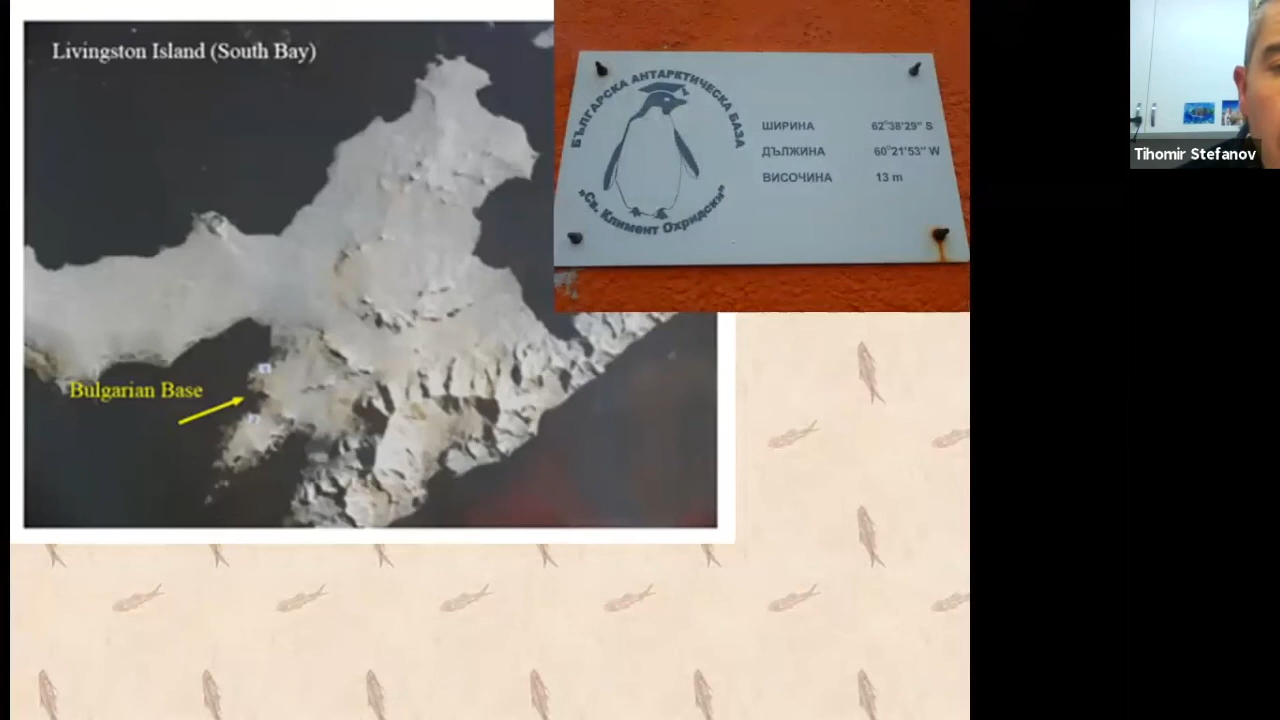 Livingston Island (South Bay)
Bulgarian Base
БЪЛГАРСКА АНТАРКТИЧЕСКА БАЗА
„Св. Климент Охридски"
ШИРИНА 62°38'29" S
ДЪЛЖИНА 60°21'53" W
ВИСОЧИНА 13 m
Tihomir Stefanov